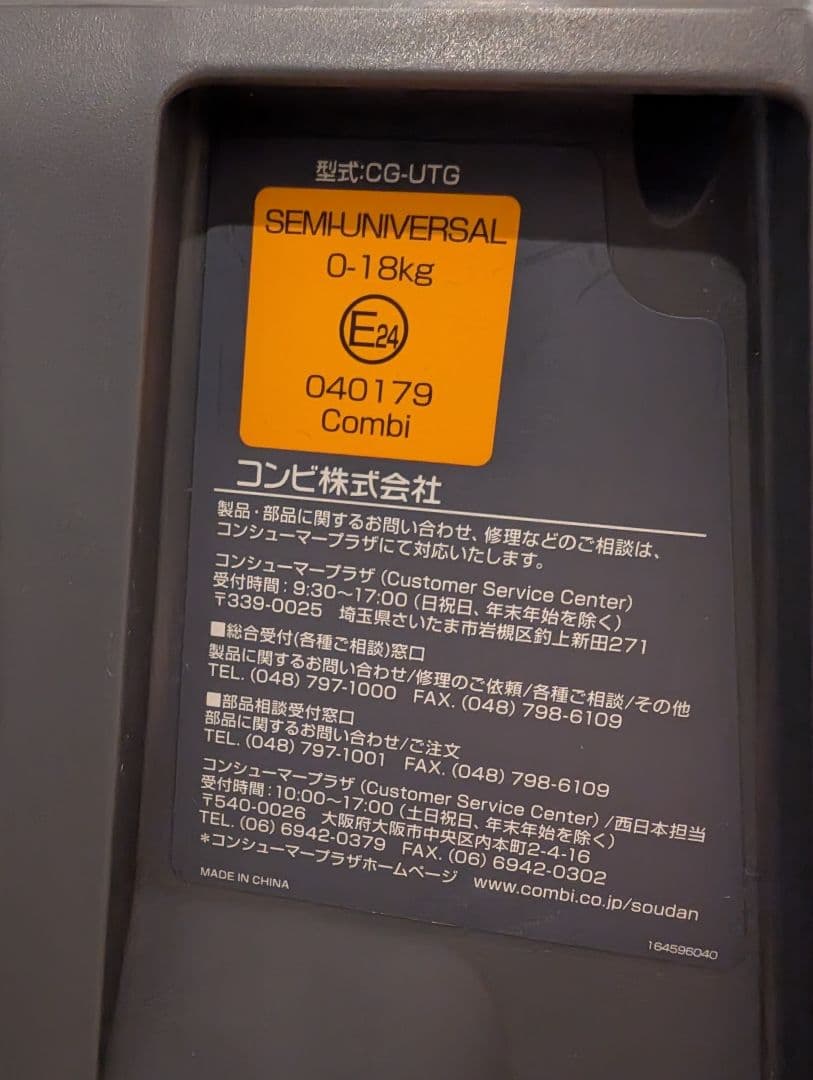 型式:CG-UTG
SEMI-UNIVERSAL
0-18kg
E24
040179
Combi
コンビ株式会社
製品・部品に関するお問い合わせ、修理などのご相談は、
コンシューマープラザにて対応いたします。
コンシューマープラザ (Customer Service Center)
受付時間:9:30～17:00 (日祝日、年末年始を除く)
〒339-0025 埼玉県さいたま市岩槻区釣上新田271
■総合受付(各種ご相談)窓口
製品に関するお問い合わせ/修理のご依頼/各種ご相談/その他
TEL. (048) 797-1000 FAX. (048) 798-6109
■部品相談受付窓口
部品に関するお問い合わせ/ご注文
TEL. (048) 797-1001 FAX. (048) 798-6109
コンシューマープラザ (Customer Service Center) /西日本担当
受付時間:10:00～17:00 (土日祝日、年末年始を除く)
〒540-0026 大阪府大阪市中央区内本町2-4-16
TEL. (06) 6942-0379 FAX. (06) 6942-0302
*コンシューマープラザホームページ www.combi.co.jp/soudan
MADE IN CHINA
164596040